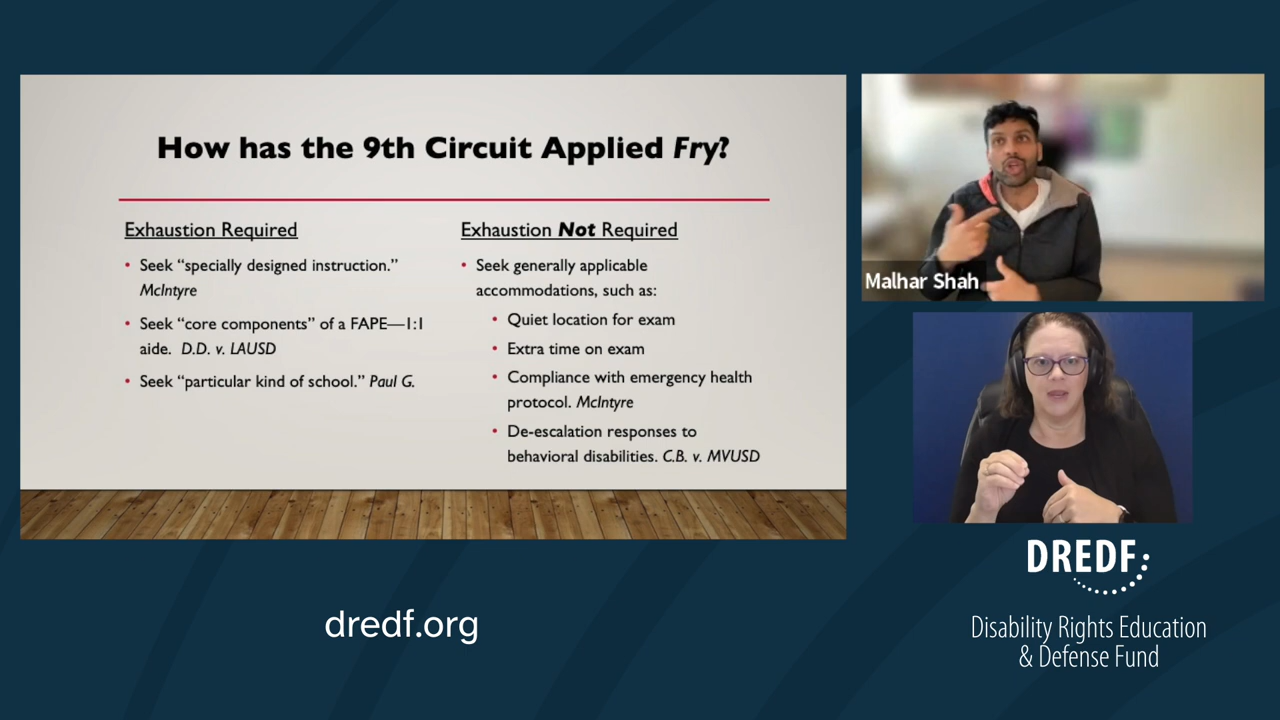 How has the 9th Circuit Applied Fry?
Exhaustion Required
• Seek “specially designed instruction.”
McIntyre
• Seek “core components” of a FAPE—1:1
aide. D.D. v. LAUSD
• Seek “particular kind of school.” Paul G.
Exhaustion Not Required
• Seek generally applicable
accommodations, such as:
• Quiet location for exam
• Extra time on exam
• Compliance with emergency health
protocol. McIntyre
• De-escalation responses to
behavioral disabilities. C.B. v. MVUSD
Malhar Shah
dredf.org
DREDF
Disability Rights Education
& Defense Fund